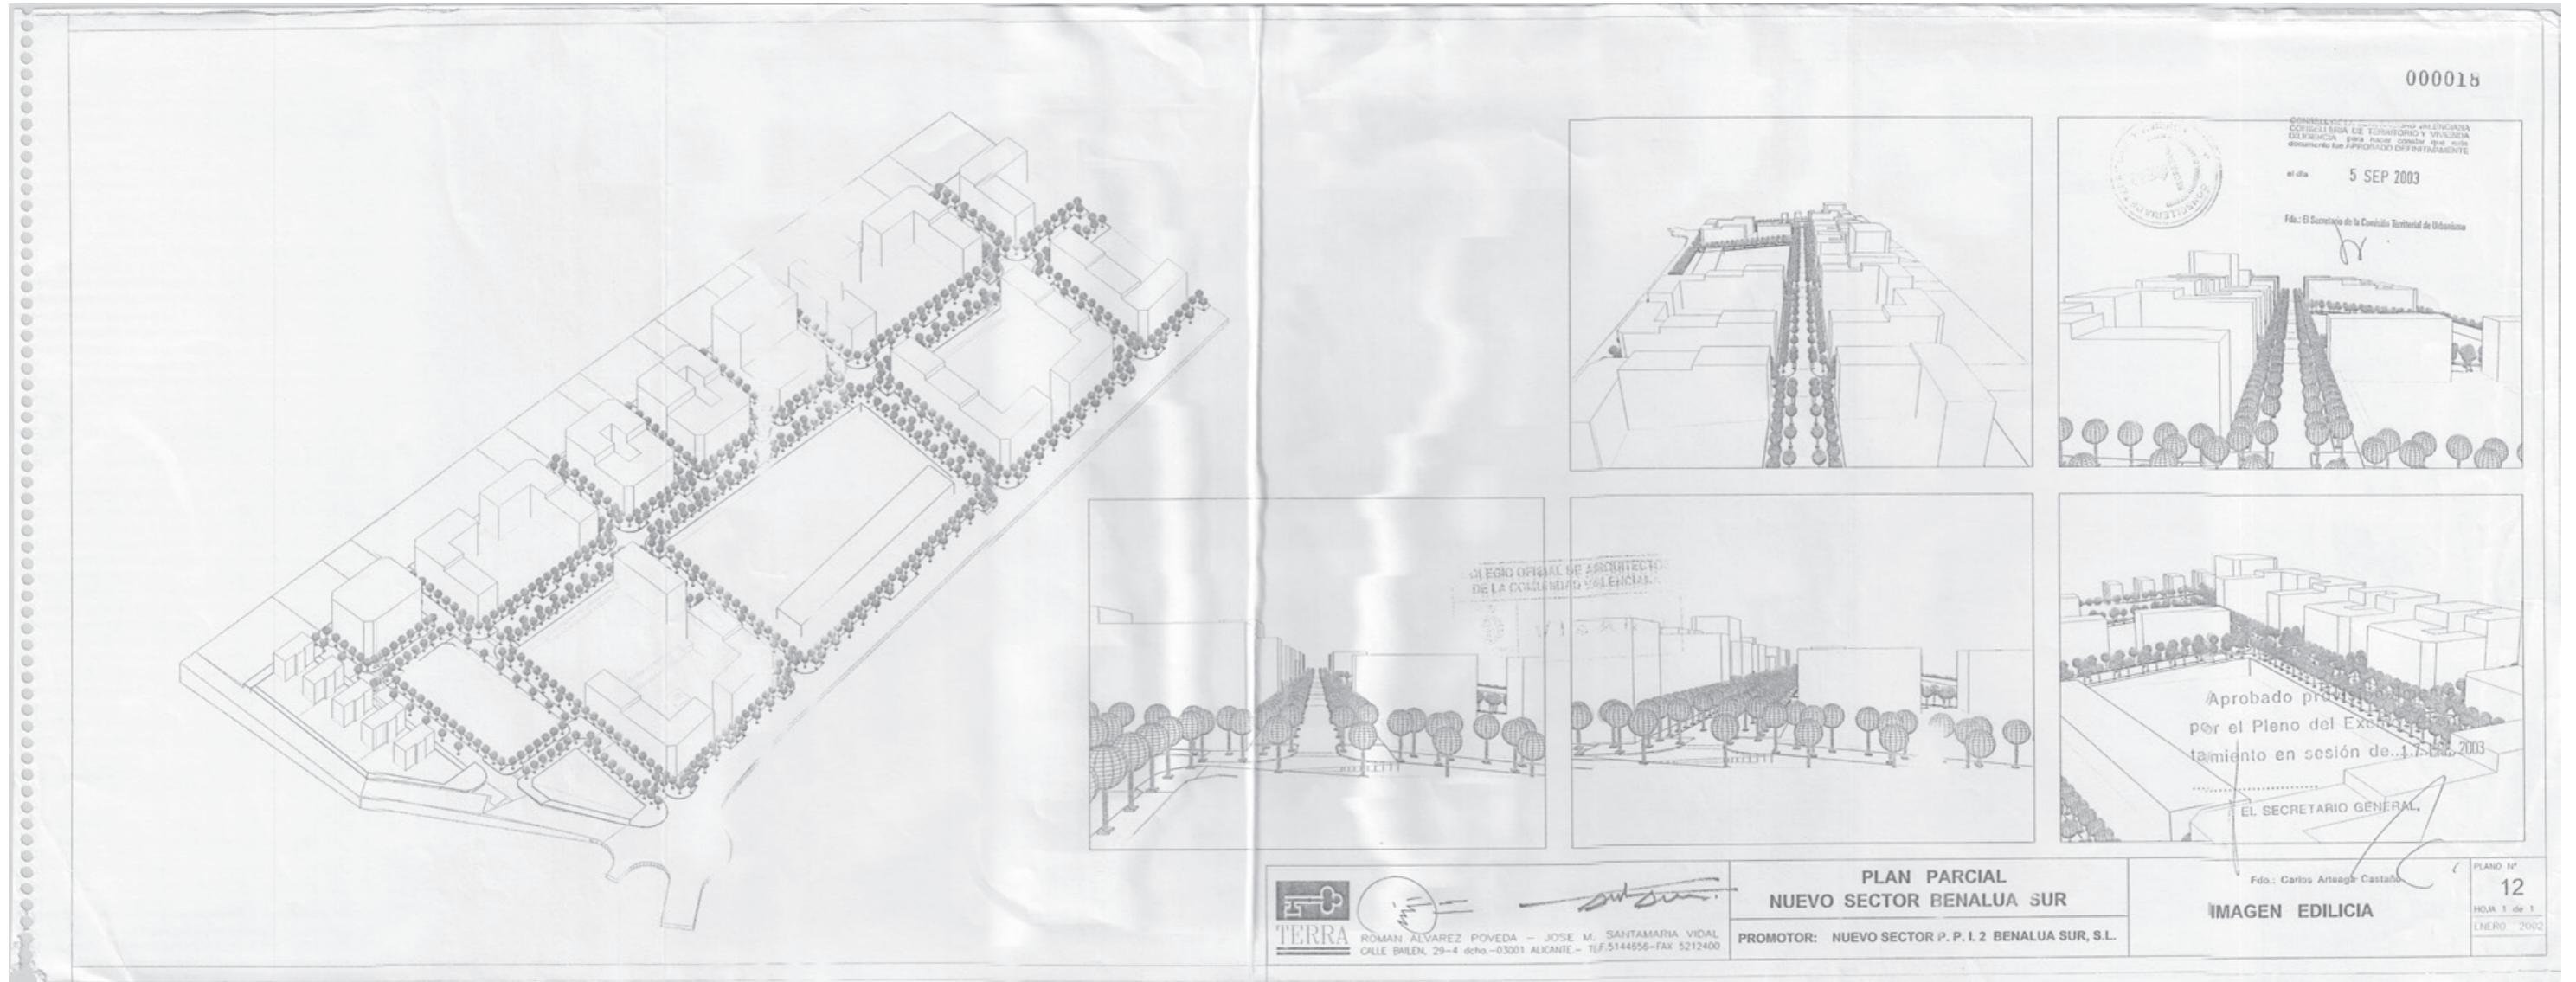 000018
CONSELLERIA DE TERRITORIO Y VIVIENDA
DILIGENCIA para hacer constar que este
documento fue APROBADO DEFINITIVAMENTE
el día 5 SEP 2003
Fdo.: El Secretario de la Comisión Territorial de Urbanismo
COLEGIO OFICIAL DE ARQUITECTOS
DE LA COMUNIDAD VALENCIANA
Aprobado
por el Pleno del
tamiento en sesión de 17 2003
EL SECRETARIO GENERAL,
Fdo.: Carlos Arteaga Castaño
TERRA
ROMAN ALVAREZ POVEDA - JOSE M. SANTAMARIA VIDAL
CALLE BAILEN, 29-4 dcha.-03001 ALICANTE.- TLF.5144656-FAX 5212400
PLAN PARCIAL
NUEVO SECTOR BENALUA SUR
PROMOTOR: NUEVO SECTOR P. P. I. 2 BENALUA SUR, S.L.
IMAGEN EDILICIA
PLANO Nº
12
HOJA 1 de 1
ENERO 2002